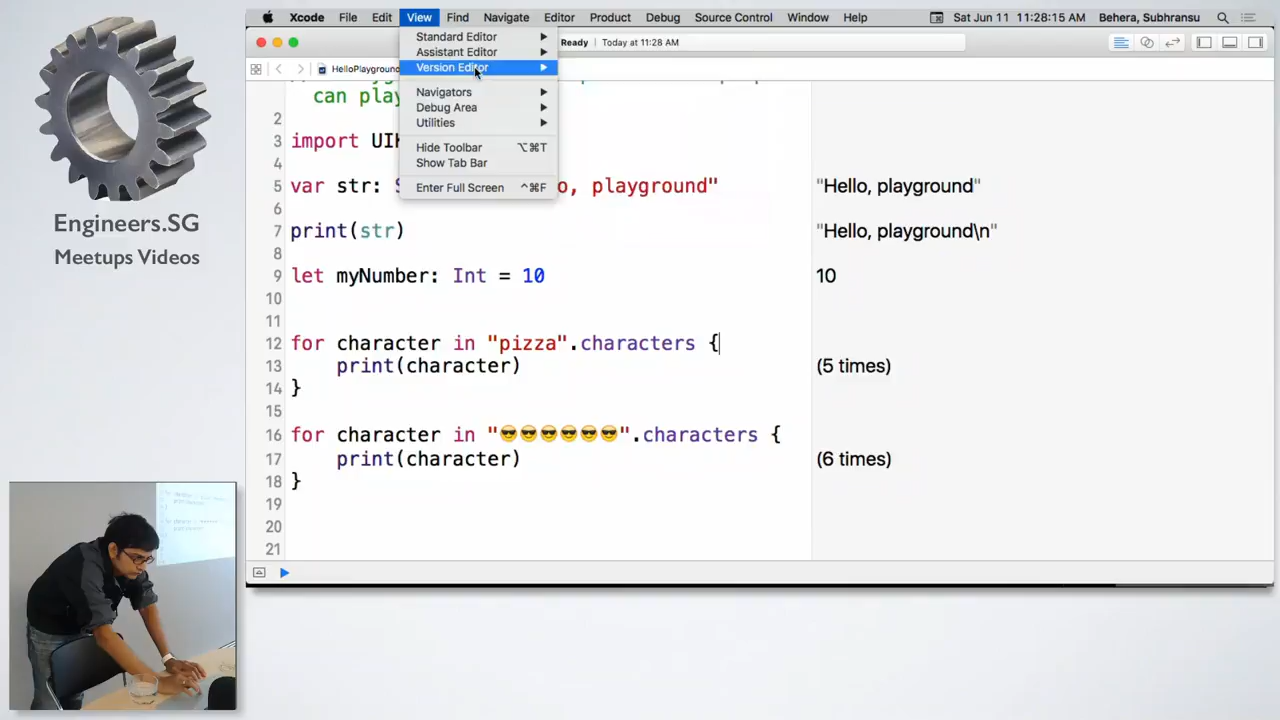 Xcode File Edit View Find Navigate Editor Product Debug Source Control Window Help Sat Jun 11 11:28:15 AM Behera, Subhransu
Ready Today at 11:28 AM
HelloPlayground
Standard Editor
Assistant Editor
Version Editor
Navigators
Debug Area
Utilities
Hide Toolbar ⌥⌘T
Show Tab Bar
Enter Full Screen ^⌘F
can play
2
3 import UIK
4
5 var str: S o, playground" "Hello, playground"
6
7 print(str) "Hello, playground\n"
8
9 let myNumber: Int = 10 10
10
11
12 for character in "pizza".characters {
13 print(character) (5 times)
14 }
15
16 for character in "😎😎😎😎😎😎".characters {
17 print(character) (6 times)
18 }
19
20
21
Engineers.SG
Meetups Videos